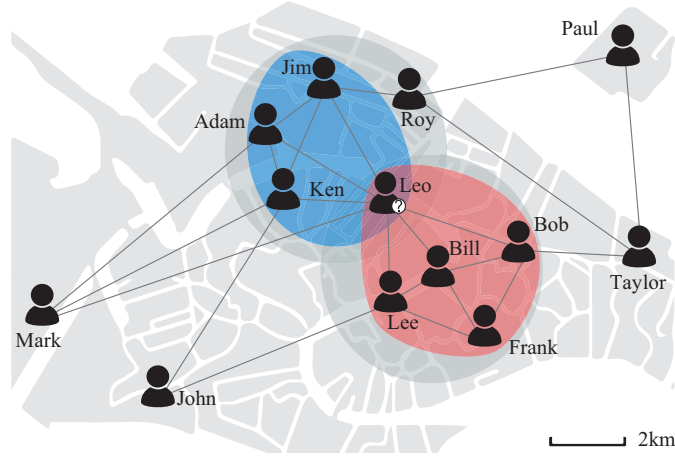 Paul
Jim
Adam
Roy
Ken
Leo
?
Bob
Bill
Taylor
Lee
Mark
Frank
John
2km